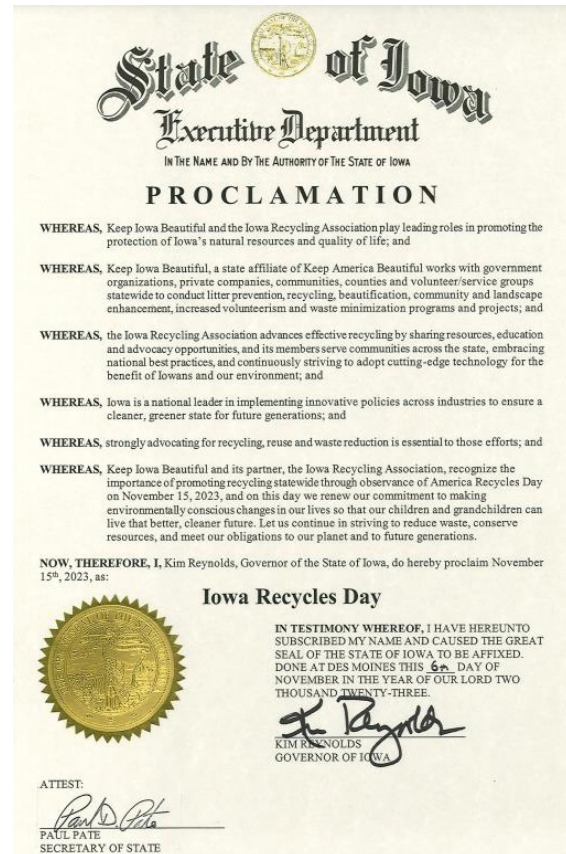 State of Iowa
Executive Department
IN THE NAME AND BY THE AUTHORITY OF THE STATE OF IOWA
PROCLAMATION
WHEREAS, Keep Iowa Beautiful and the Iowa Recycling Association play leading roles in promoting the
protection of Iowa's natural resources and quality of life; and
WHEREAS, Keep Iowa Beautiful, a state affiliate of Keep America Beautiful works with government
organizations, private companies, communities, counties and volunteer/service groups
statewide to conduct litter prevention, recycling, beautification, community and landscape
enhancement, increased volunteerism and waste minimization programs and projects; and
WHEREAS, the Iowa Recycling Association advances effective recycling by sharing resources, education
and advocacy opportunities, and its members serve communities across the state, embracing
national best practices, and continuously striving to adopt cutting-edge technology for the
benefit of Iowans and our environment; and
WHEREAS, Iowa is a national leader in implementing innovative policies across industries to ensure a
cleaner, greener state for future generations; and
WHEREAS, strongly advocating for recycling, reuse and waste reduction is essential to those efforts; and
WHEREAS, Keep Iowa Beautiful and its partner, the Iowa Recycling Association, recognize the
importance of promoting recycling statewide through observance of America Recycles Day
on November 15, 2023, and on this day we renew our commitment to making
environmentally conscious changes in our lives so that our children and grandchildren can
live that better, cleaner future. Let us continue in striving to reduce waste, conserve
resources, and meet our obligations to our planet and to future generations.
NOW, THEREFORE, I, Kim Reynolds, Governor of the State of Iowa, do hereby proclaim November
15th, 2023, as:
Iowa Recycles Day
IN TESTIMONY WHEREOF, I HAVE HEREUNTO
SUBSCRIBED MY NAME AND CAUSED THE GREAT
SEAL OF THE STATE OF IOWA TO BE AFFIXED.
DONE AT DES MOINES THIS 6th DAY OF
NOVEMBER IN THE YEAR OF OUR LORD TWO
THOUSAND TWENTY-THREE.
Kim Reynolds
KIM REYNOLDS
GOVERNOR OF IOWA
ATTEST:
Paul D. Pate
PAUL PATE
SECRETARY OF STATE